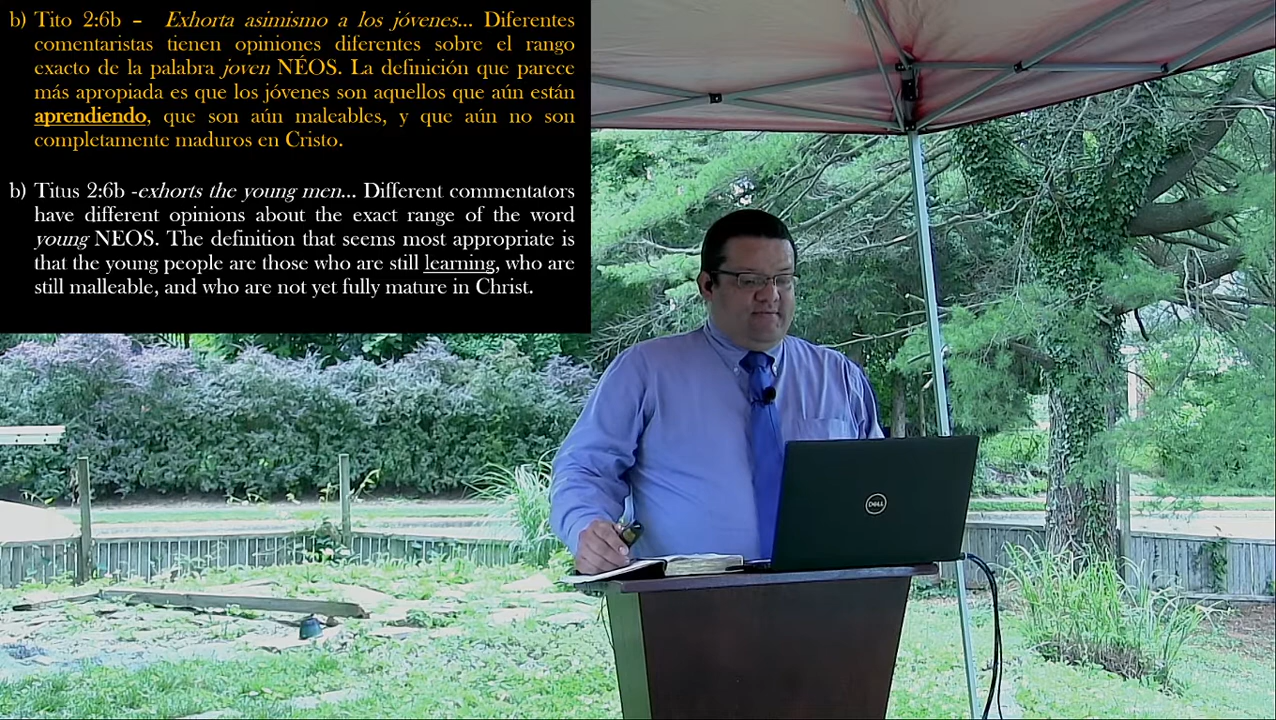 b) Tito 2:6b – Exhorta asimismo a los jóvenes... Diferentes
comentaristas tienen opiniones diferentes sobre el rango
exacto de la palabra joven NÉOS. La definición que parece
más apropiada es que los jóvenes son aquellos que aún están
aprendiendo, que son aún maleables, y que aún no son
completamente maduros en Cristo.
b) Titus 2:6b -exhorts the young men... Different commentators
have different opinions about the exact range of the word
young NEOS. The definition that seems most appropriate is
that the young people are those who are still learning, who are
still malleable, and who are not yet fully mature in Christ.
DELL